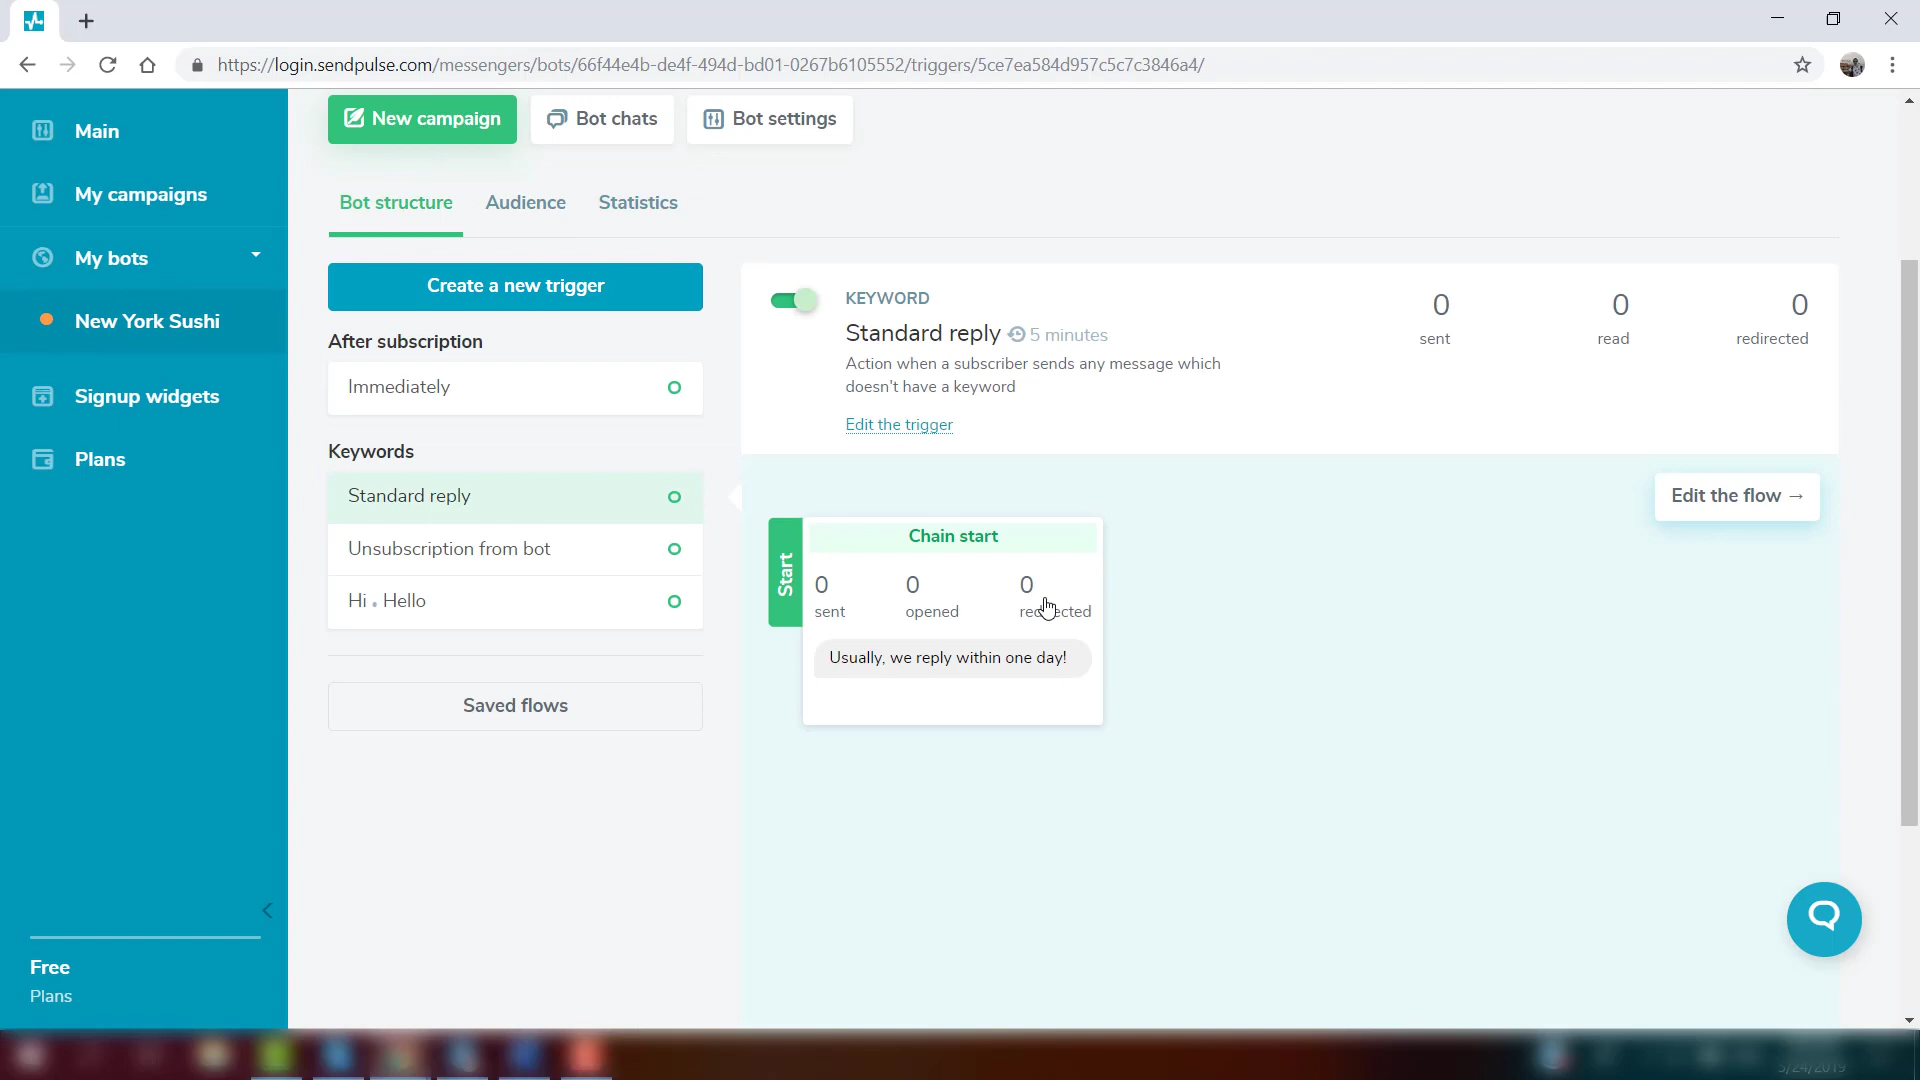 https://login.sendpulse.com/messengers/bots/66f44e4b-de4f-494d-bd01-0267b6105552/triggers/5ce7ea584d957c5c7c3846a4/
Main
My campaigns
My bots
New York Sushi
Signup widgets
Plans
Free
Plans
New campaign
Bot chats
Bot settings
Bot structure
Audience
Statistics
Create a new trigger
After subscription
Immediately
Keywords
Standard reply
Unsubscription from bot
Hi • Hello
Saved flows
KEYWORD
Standard reply 5 minutes
Action when a subscriber sends any message which
doesn't have a keyword
Edit the trigger
0 0 0
sent read redirected
Edit the flow →
Start
Chain start
0 0 0
sent opened redirected
Usually, we reply within one day!
5/24/2019